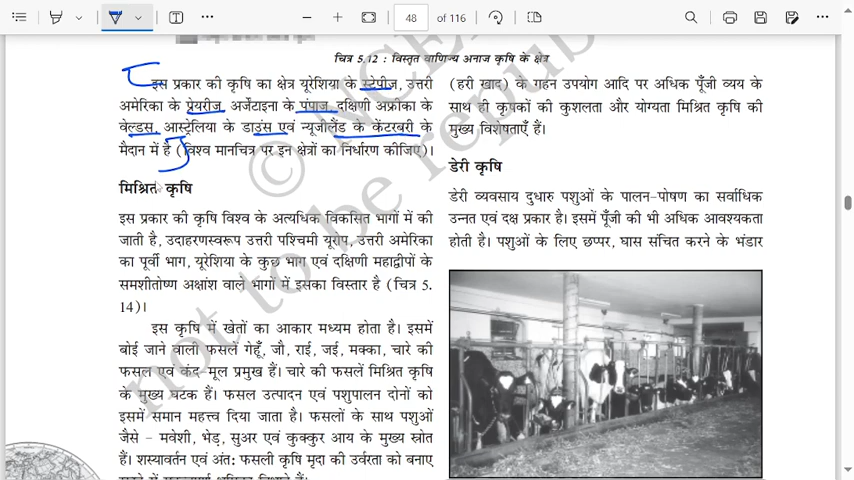 48 of 116
चित्र 5.12 : विस्तृत वाणिज्य अनाज कृषि के क्षेत्र
इस प्रकार की कृषि का क्षेत्र यूरेशिया के स्टेपीज़, उत्तरी
अमेरिका के प्रेयरीज, अर्जेंटाइना के पंपाज, दक्षिणी अफ्रीका के
वेल्डस, आस्ट्रेलिया के डाउंस एवं न्यूजीलैंड के केंटरबरी के
मैदान में है (विश्व मानचित्र पर इन क्षेत्रों का निर्धारण कीजिए)।
मिश्रित कृषि
इस प्रकार की कृषि विश्व के अत्यधिक विकसित भागों में की
जाती है, उदाहरणस्वरूप उत्तरी पश्चिमी यूरोप, उत्तरी अमेरिका
का पूर्वी भाग, यूरेशिया के कुछ भाग एवं दक्षिणी महाद्वीपों के
समशीतोष्ण अक्षांश वाले भागों में इसका विस्तार है (चित्र 5.
14)।
इस कृषि में खेतों का आकार मध्यम होता है। इसमें
बोई जाने वाली फसलें गेहूँ, जौ, राई, जई, मक्का, चारे की
फसल एवं कंद-मूल प्रमुख हैं। चारे की फसलें मिश्रित कृषि
के मुख्य घटक हैं। फसल उत्पादन एवं पशुपालन दोनों को
इसमें समान महत्त्व दिया जाता है। फसलों के साथ पशुओं
जैसे - मवेशी, भेड़, सुअर एवं कुक्कुर आय के मुख्य स्रोत
हैं। शस्यावर्तन एवं अंत: फसली कृषि मृदा की उर्वरता को बनाए
(हरी खाद) के गहन उपयोग आदि पर अधिक पूँजी व्यय के
साथ ही कृषकों की कुशलता और योग्यता मिश्रित कृषि की
मुख्य विशेषताएँ हैं।
डेरी कृषि
डेरी व्यवसाय दुधारु पशुओं के पालन-पोषण का सर्वाधिक
उन्नत एवं दक्ष प्रकार है। इसमें पूँजी की भी अधिक आवश्यकता
होती है। पशुओं के लिए छप्पर, घास संचित करने के भंडार
© NCE
not to be repub